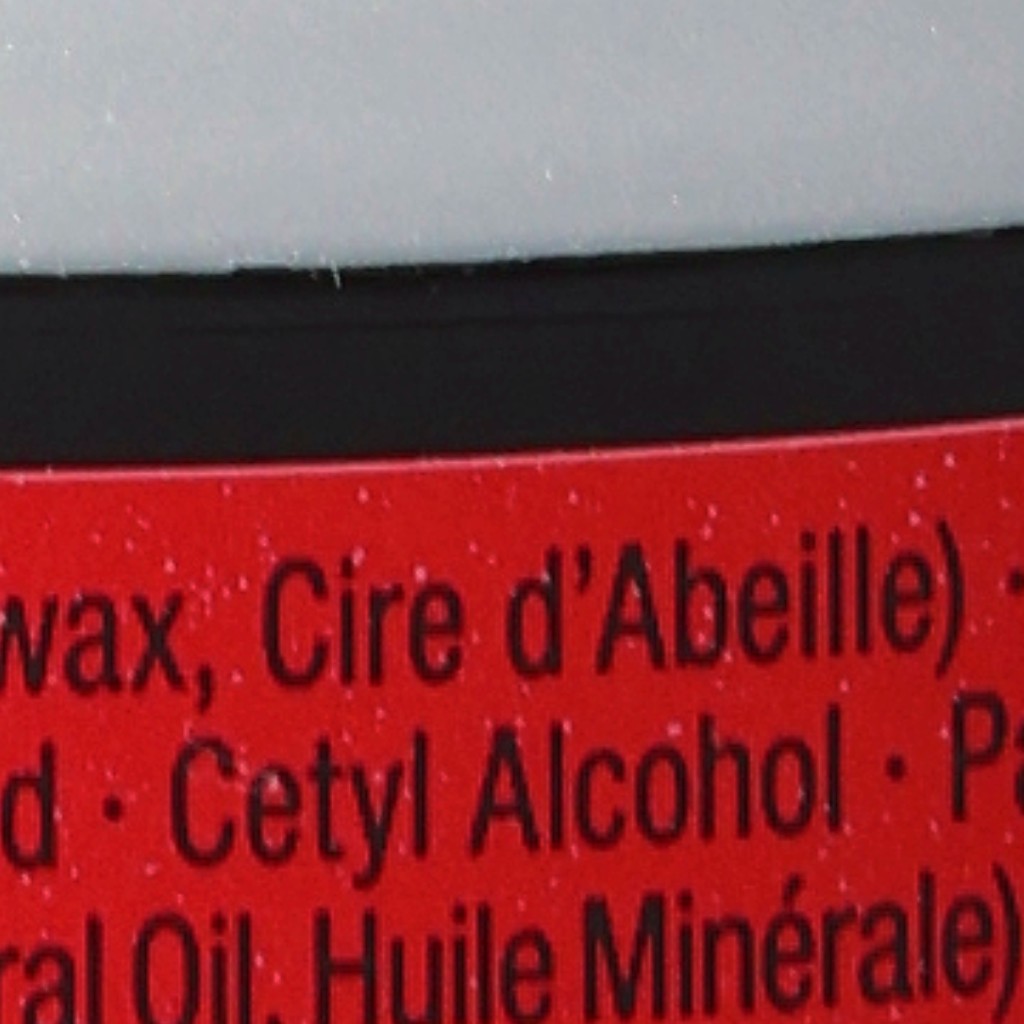 wax, Cire d’Abeille) ·
d · Cetyl Alcohol · Pa
ral Oil, Huile Minérale)